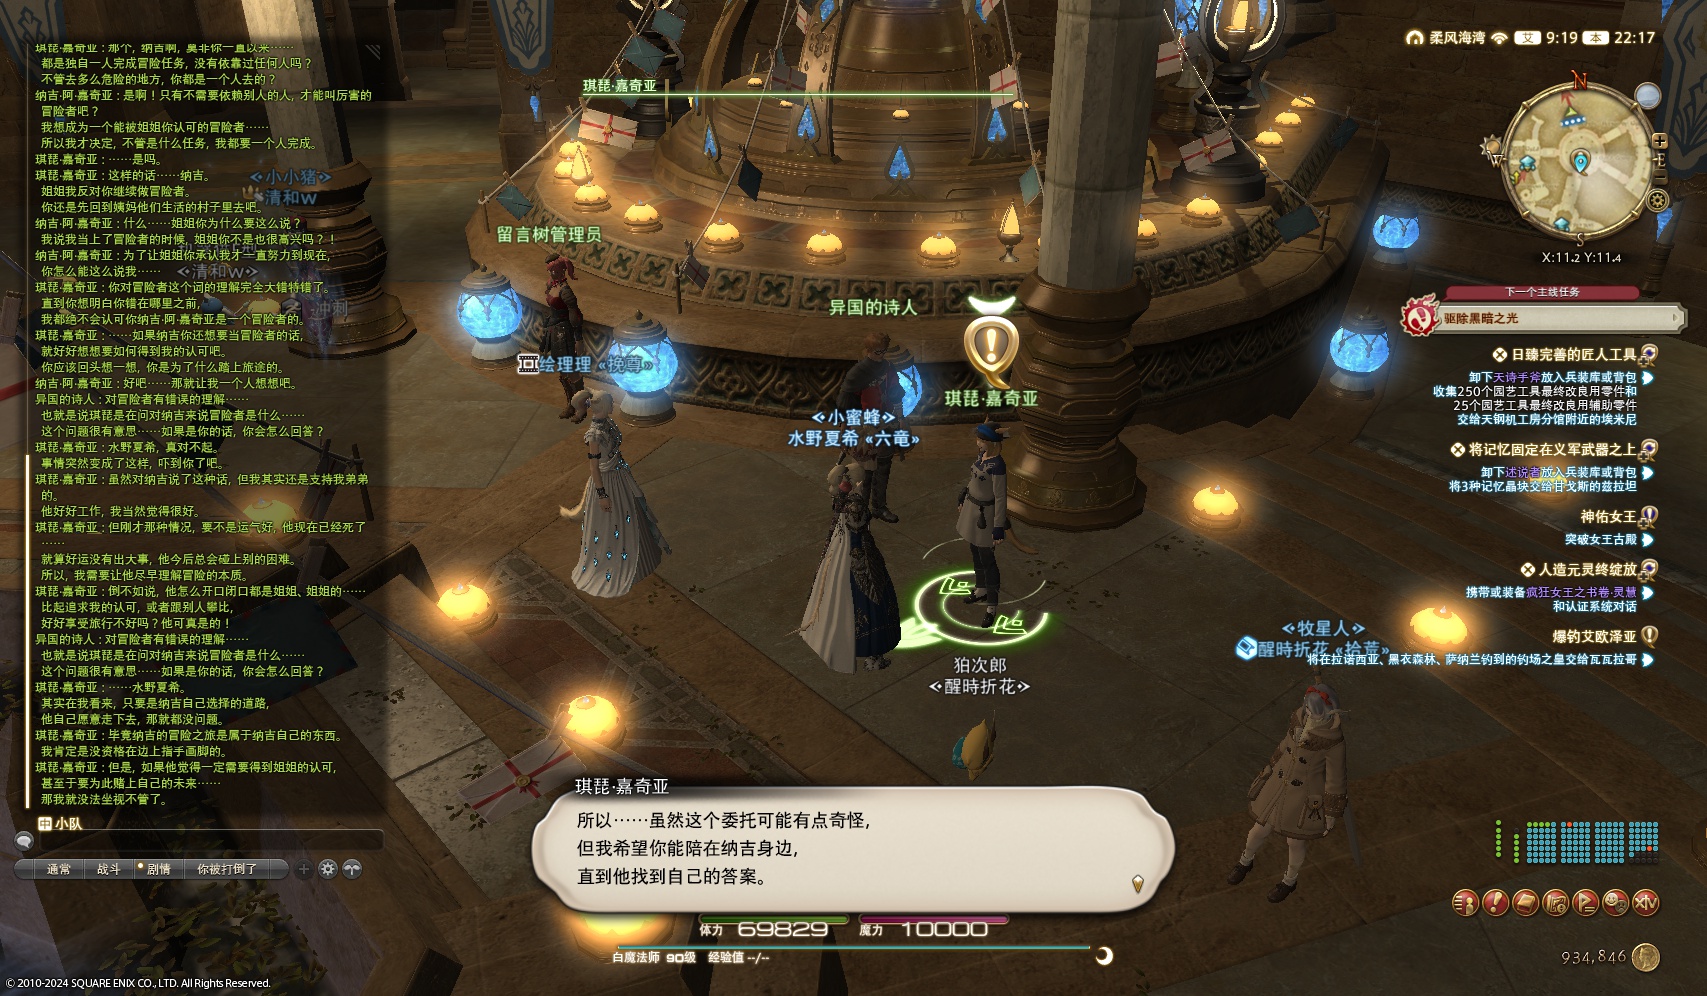 琪琵·嘉奇亚：那个，纳吉啊，莫非你一直以来……
都是独自一人完成冒险任务，没有依靠过任何人吗？
不管去多么危险的地方，你都是一个人去的？
纳吉·阿·嘉奇亚：是啊！只有不需要依赖别人的人，才能叫厉害的
冒险者吧？
我想成为一个能被姐姐你认可的冒险者……
所以我才决定，不管是什么任务，我都要一个人完成。
琪琵·嘉奇亚：……是吗。
琪琵·嘉奇亚：这样的话……纳吉。
姐姐我反对你继续做冒险者。
你还是先回到姨妈他们生活的村子里去吧。
纳吉·阿·嘉奇亚：什么……姐姐你为什么要这么说？
我说我当上了冒险者的时候，姐姐你不是也很高兴吗？！
纳吉·阿·嘉奇亚：为了让姐姐你承认我才一直努力到现在，
你怎么能这么说我……
琪琵·嘉奇亚：你对冒险者这个词的理解完全大错特错了。
直到你想明白你错在哪里之前，
我都绝不会认可你纳吉·阿·嘉奇亚是一个冒险者的。
琪琵·嘉奇亚：……如果纳吉你还想要当冒险者的话，
就好好想想要如何得到我的认可吧。
你应该回头想一想，你是为了什么踏上旅途的。
纳吉·阿·嘉奇亚：好吧……那就让我一个人想想吧。
异国的诗人：对冒险者有错误的理解……
也就是说琪琵是在问对纳吉来说冒险者是什么……
这个问题很有意思……如果是你的话，你会怎么回答？
琪琵·嘉奇亚：水野夏希，真对不起。
事情突然变成了这样，吓到你了吧。
琪琵·嘉奇亚：虽然对纳吉说了这种话，但我其实还是支持我弟弟
的。
他好好工作，我当然觉得很好。
琪琵·嘉奇亚：但刚才那种情况，要不是运气好，他现在已经死了
……
就算好运没有出大事，他今后总会碰上别的困难。
所以，我需要让他尽早理解冒险的本质。
琪琵·嘉奇亚：倒不如说，他怎么开口闭口都是姐姐、姐姐的……
比起追求我的认可，或者跟别人攀比，
好好享受旅行不好吗？他可真是的！
异国的诗人：对冒险者有错误的理解……
也就是说琪琵是在问对纳吉来说冒险者是什么……
这个问题很有意思……如果是你的话，你会怎么回答？
琪琵·嘉奇亚：……水野夏希。
其实在我看来，只要是纳吉自己选择的道路，
他自己愿意走下去，那就都没问题。
琪琵·嘉奇亚：毕竟纳吉的冒险之旅是属于纳吉自己的东西。
我肯定是没资格在边上指手画脚的。
琪琵·嘉奇亚：但是，如果他觉得一定需要得到姐姐的认可，
甚至于要为此赌上自己的未来……
那我就没法坐视不管了。
小队
通常 战斗 剧情 你被打倒了
小小猪
清和w
清和w
冲刺
琪琵·嘉奇亚
留言树管理员
异国的诗人
绘理理 «挽尊»
琪琵·嘉奇亚
小蜜蜂
水野夏希 «六竜»
狛次郎
醒時折花
牧星人
醒時折花 «拾荒»
柔风海湾 艾 9:19 本 22:17
N
W
E
S
X:11.2 Y:11.4
下一个主线任务
驱除黑暗之光
日臻完善的匠人工具
卸下天诗手斧放入兵装库或背包
收集250个园艺工具最终改良用零件和
25个园艺工具最终改良用辅助零件
交给天钢机工房分馆附近的埃米尼
将记忆固定在义军武器之上
卸下述说者放入兵装库或背包
将3种记忆晶块交给甘戈斯的兹拉坦
神佑女王
突破女王古殿
人造元灵终绽放
携带或装备疯狂女王之书卷·灵慧
和认证系统对话
爆钓艾欧泽亚
将在拉诺西亚、黑衣森林、萨纳兰钓到的钓场之皇交给瓦瓦拉哥
琪琵·嘉奇亚
所以……虽然这个委托可能有点奇怪，
但我希望你能陪在纳吉身边，
直到他找到自己的答案。
体力 69829 魔力 10000
白魔法师 90级 经验值 --/--
XIV
934,846
© 2010-2024 SQUARE ENIX CO., LTD. All Rights Reserved.